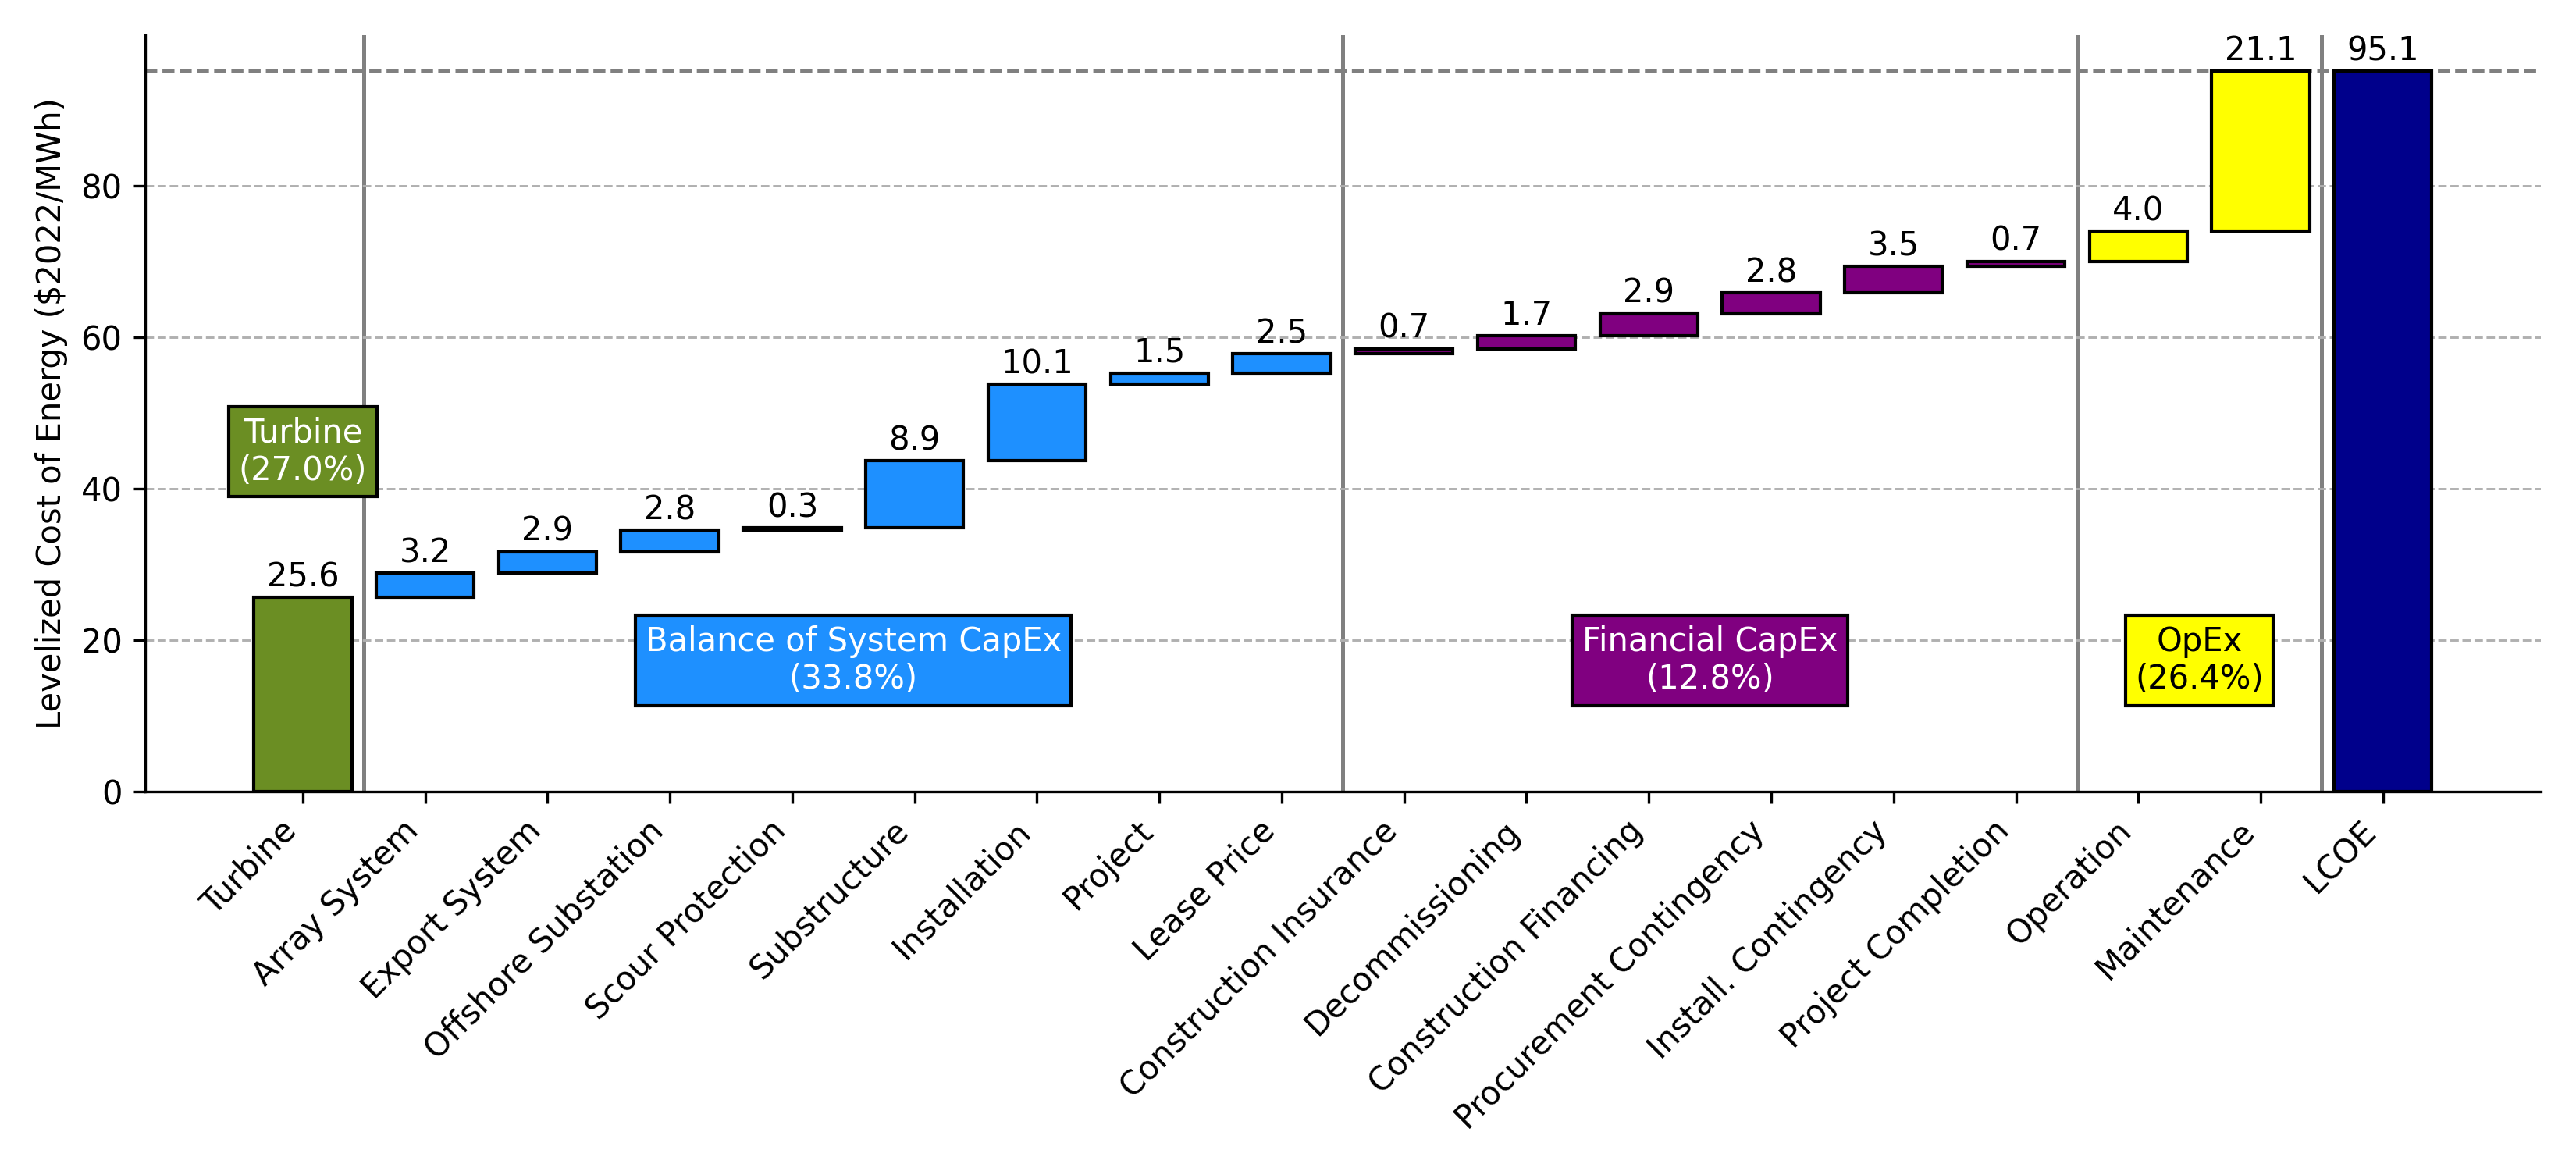 Levelized Cost of Energy ($2022/MWh)
80
60
40
20
0
25.6
3.2
2.9
2.8
0.3
8.9
10.1
1.5
2.5
0.7
1.7
2.9
2.8
3.5
0.7
4.0
21.1
95.1
Turbine
(27.0%)
Balance of System CapEx
(33.8%)
Financial CapEx
(12.8%)
OpEx
(26.4%)
Turbine
Array System
Export System
Offshore Substation
Scour Protection
Substructure
Installation
Project
Lease Price
Construction Insurance
Decommissioning
Construction Financing
Procurement Contingency
Install. Contingency
Project Completion
Operation
Maintenance
LCOE